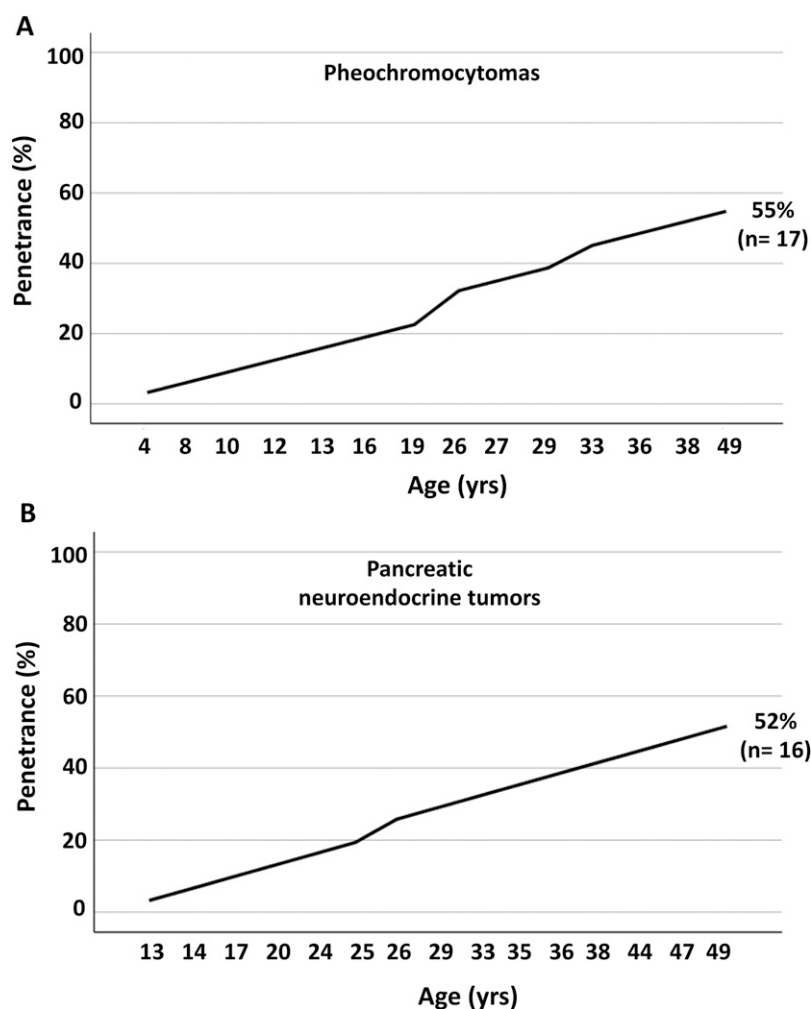 A
Pheochromocytomas
Penetrance (%)
100
80
60
40
20
0
55%
(n= 17)
4 8 10 12 13 16 19 26 27 29 33 36 38 49
Age (yrs)
B
Pancreatic
neuroendocrine tumors
Penetrance (%)
100
80
60
40
20
0
52%
(n= 16)
13 14 17 20 24 25 26 29 33 35 36 38 44 47 49
Age (yrs)